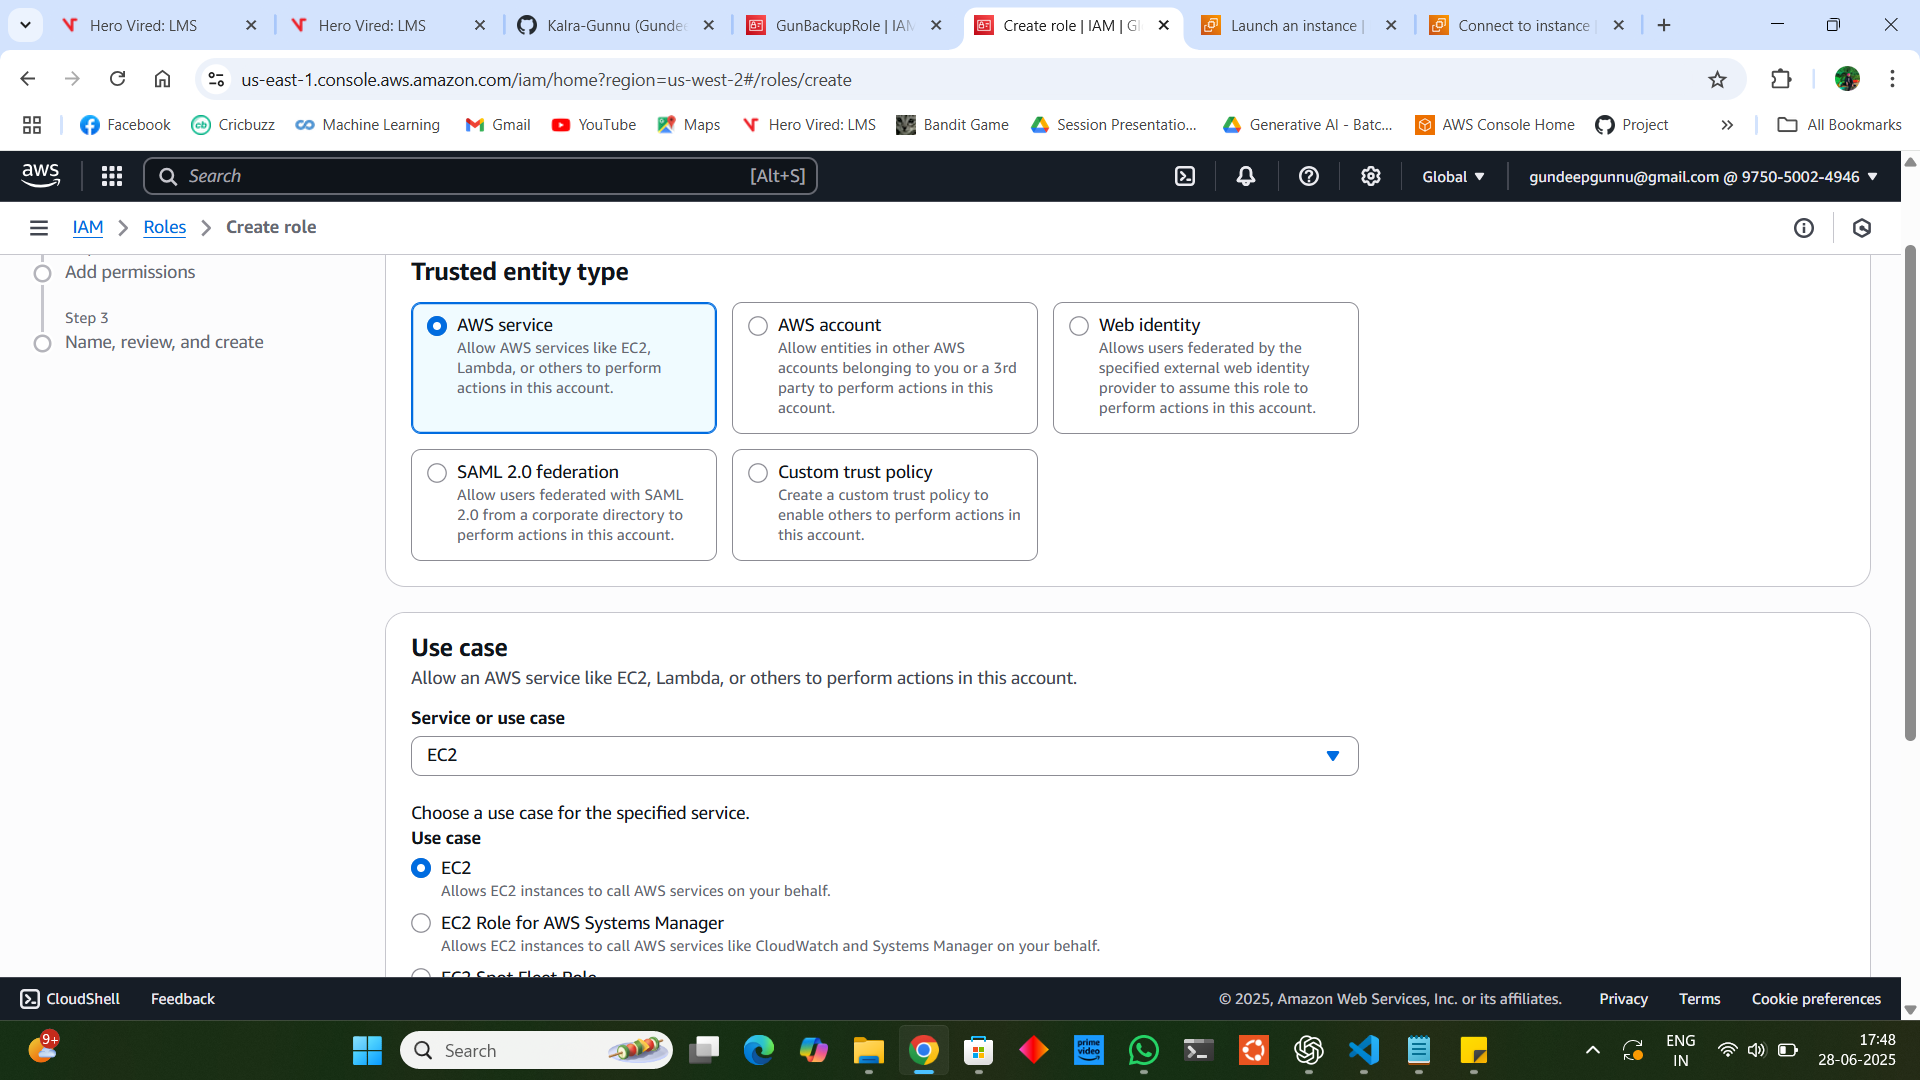 Hero Vired: LMS
Hero Vired: LMS
Kalra-Gunnu (Gunde
GunBackupRole | IAM
Create role | IAM | Gl
Launch an instance |
Connect to instance |
us-east-1.console.aws.amazon.com/iam/home?region=us-west-2#/roles/create
Facebook
Cricbuzz
Machine Learning
Gmail
YouTube
Maps
Hero Vired: LMS
Bandit Game
Session Presentatio...
Generative AI - Batc...
AWS Console Home
Project
All Bookmarks
aws
Search
[Alt+S]
Global
gundeepgunnu@gmail.com @ 9750-5002-4946
IAM
Roles
Create role
Add permissions
Step 3
Name, review, and create
Trusted entity type
AWS service
Allow AWS services like EC2,
Lambda, or others to perform
actions in this account.
AWS account
Allow entities in other AWS
accounts belonging to you or a 3rd
party to perform actions in this
account.
Web identity
Allows users federated by the
specified external web identity
provider to assume this role to
perform actions in this account.
SAML 2.0 federation
Allow users federated with SAML
2.0 from a corporate directory to
perform actions in this account.
Custom trust policy
Create a custom trust policy to
enable others to perform actions in
this account.
Use case
Allow an AWS service like EC2, Lambda, or others to perform actions in this account.
Service or use case
EC2
Choose a use case for the specified service.
Use case
EC2
Allows EC2 instances to call AWS services on your behalf.
EC2 Role for AWS Systems Manager
Allows EC2 instances to call AWS services like CloudWatch and Systems Manager on your behalf.
EC2 Spot Fleet Role
CloudShell
Feedback
© 2025, Amazon Web Services, Inc. or its affiliates.
Privacy
Terms
Cookie preferences
9+
Search
prime
video
ENG
IN
17:48
28-06-2025